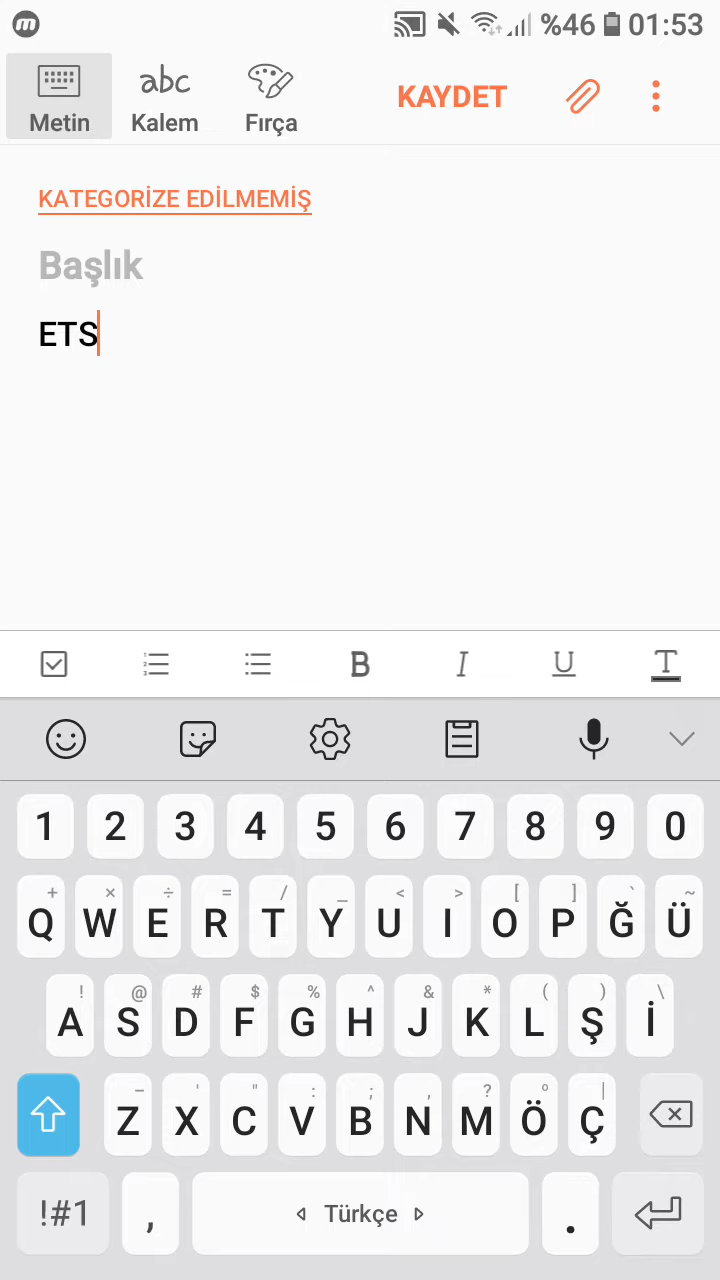 m %46 01:53
Metin abc Kalem Fırça KAYDET
KATEGORİZE EDİLMEMİŞ
Başlık
ETS
B I U T
1 2 3 4 5 6 7 8 9 0
+ × ÷ = / _ < > [ ] ` ~
Q W E R T Y U I O P Ğ Ü
! @ # $ % ^ & * ( ) \
A S D F G H J K L Ş İ
- ' " : ; , ? º |
Z X C V B N M Ö Ç
!#1 , Türkçe .